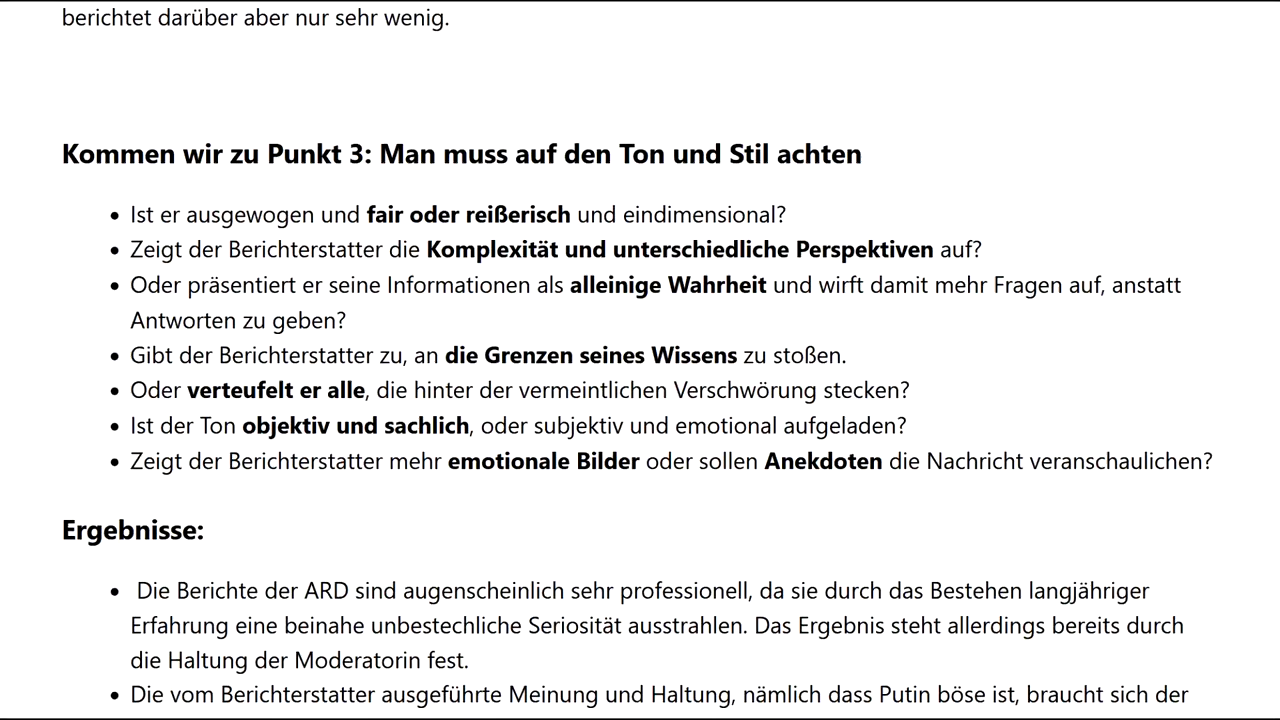 berichtet darüber aber nur sehr wenig.
Kommen wir zu Punkt 3: Man muss auf den Ton und Stil achten
• Ist er ausgewogen und fair oder reißerisch und eindimensional?
• Zeigt der Berichterstatter die Komplexität und unterschiedliche Perspektiven auf?
• Oder präsentiert er seine Informationen als alleinige Wahrheit und wirft damit mehr Fragen auf, anstatt
Antworten zu geben?
• Gibt der Berichterstatter zu, an die Grenzen seines Wissens zu stoßen.
• Oder verteufelt er alle, die hinter der vermeintlichen Verschwörung stecken?
• Ist der Ton objektiv und sachlich, oder subjektiv und emotional aufgeladen?
• Zeigt der Berichterstatter mehr emotionale Bilder oder sollen Anekdoten die Nachricht veranschaulichen?
Ergebnisse:
• Die Berichte der ARD sind augenscheinlich sehr professionell, da sie durch das Bestehen langjähriger
Erfahrung eine beinahe unbestechliche Seriosität ausstrahlen. Das Ergebnis steht allerdings bereits durch
die Haltung der Moderatorin fest.
• Die vom Berichterstatter ausgeführte Meinung und Haltung, nämlich dass Putin böse ist, braucht sich der